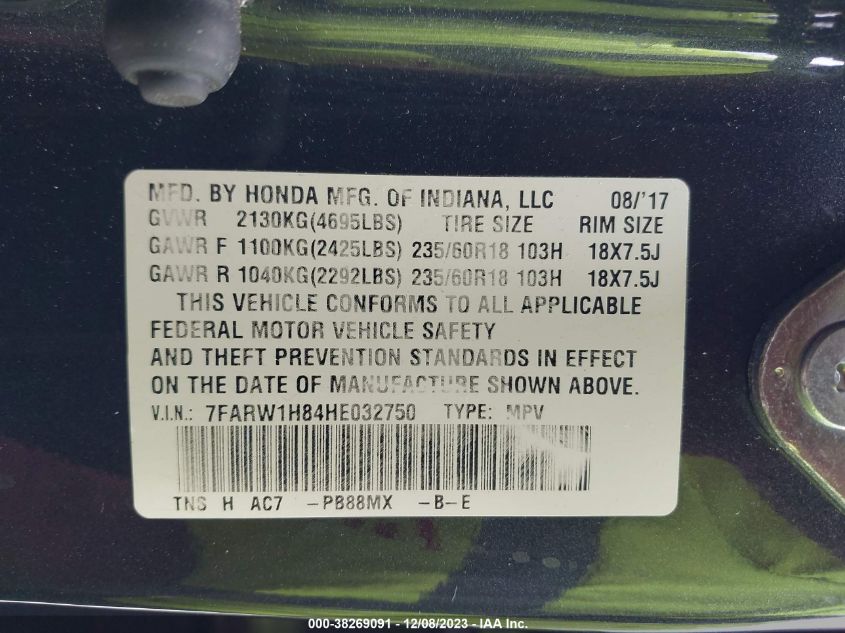 MFD. BY HONDA MFG. OF INDIANA, LLC 08/'17
GVWR 2130KG(4695LBS) TIRE SIZE RIM SIZE
GAWR F 1100KG(2425LBS) 235/60R18 103H 18X7.5J
GAWR R 1040KG(2292LBS) 235/60R18 103H 18X7.5J
THIS VEHICLE CONFORMS TO ALL APPLICABLE
FEDERAL MOTOR VEHICLE SAFETY
AND THEFT PREVENTION STANDARDS IN EFFECT
ON THE DATE OF MANUFACTURE SHOWN ABOVE.
V.I.N.: 7FARW1H84HE032750 TYPE: MPV
TNS H AC7 -PB88MX -B-E
000-38269091 - 12/08/2023 - IAA Inc.